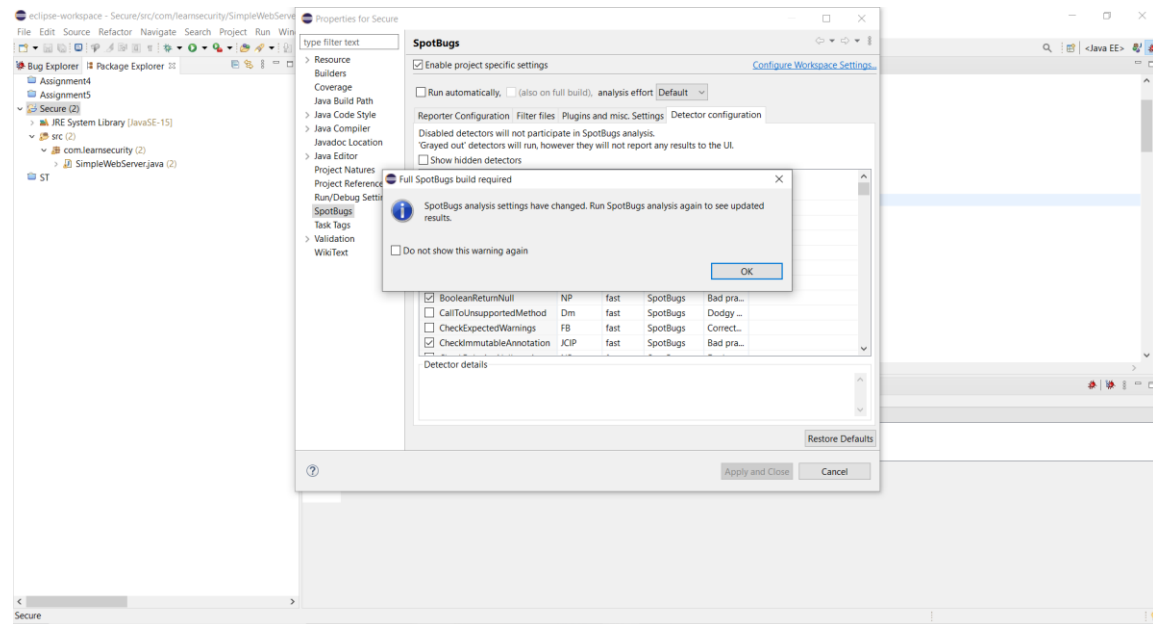 eclipse-workspace - Secure/src/com/learnsecurity/SimpleWebServe
File Edit Source Refactor Navigate Search Project Run Win
<Java EE>
Bug Explorer Package Explorer
Assignment4
Assignment5
Secure (2)
JRE System Library [JavaSE-15]
src (2)
com.learnsecurity (2)
SimpleWebServer.java (2)
ST
Properties for Secure
type filter text
Resource
Builders
Coverage
Java Build Path
Java Code Style
Java Compiler
Javadoc Location
Java Editor
Project Natures
Project Reference
Run/Debug Settin
SpotBugs
Task Tags
Validation
WikiText
SpotBugs
Enable project specific settings Configure Workspace Settings...
Run automatically, (also on full build), analysis effort Default
Reporter Configuration Filter files Plugins and misc. Settings Detector configuration
Disabled detectors will not participate in SpotBugs analysis.
'Grayed out' detectors will run, however they will not report any results to the UI.
Show hidden detectors
Full SpotBugs build required
SpotBugs analysis settings have changed. Run SpotBugs analysis again to see updated
results.
Do not show this warning again
OK
BooleanReturnNull NP fast SpotBugs Bad pra...
CallToUnsupportedMethod Dm fast SpotBugs Dodgy ...
CheckExpectedWarnings FB fast SpotBugs Correct...
CheckImmutableAnnotation JCIP fast SpotBugs Bad pra...
Detector details
Restore Defaults
Apply and Close Cancel
Secure